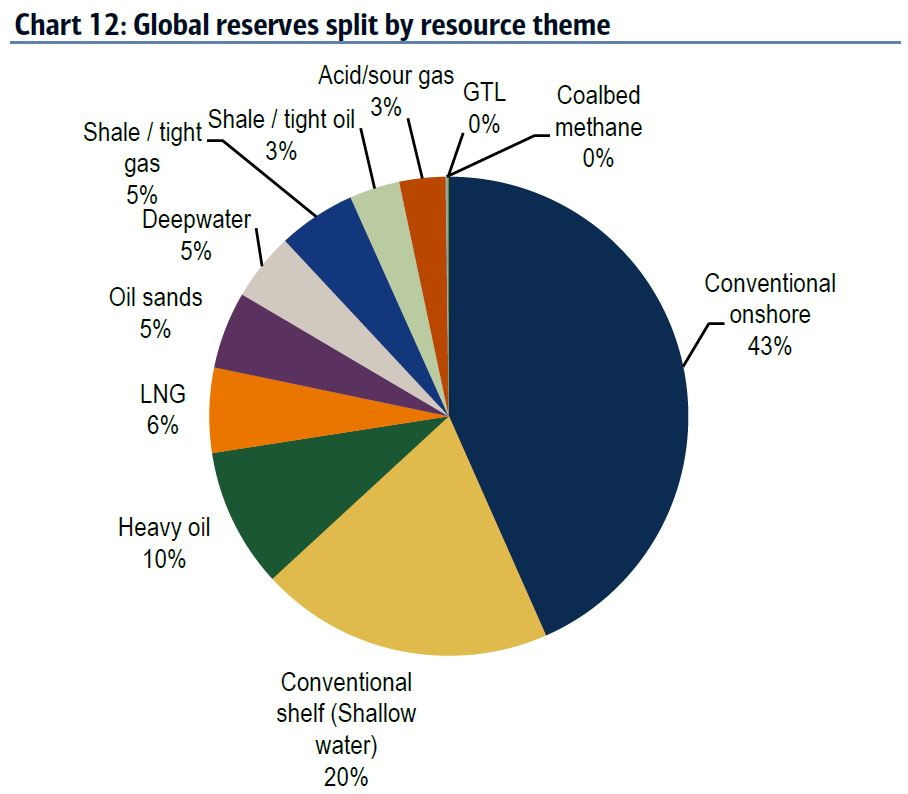 Chart 12: Global reserves split by resource theme
Acid/sour gas
3%
GTL
0%
Coalbed
methane
0%
Shale / tight oil
3%
Shale / tight
gas
5%
Deepwater
5%
Oil sands
5%
LNG
6%
Heavy oil
10%
Conventional
shelf (Shallow
water)
20%
Conventional
onshore
43%